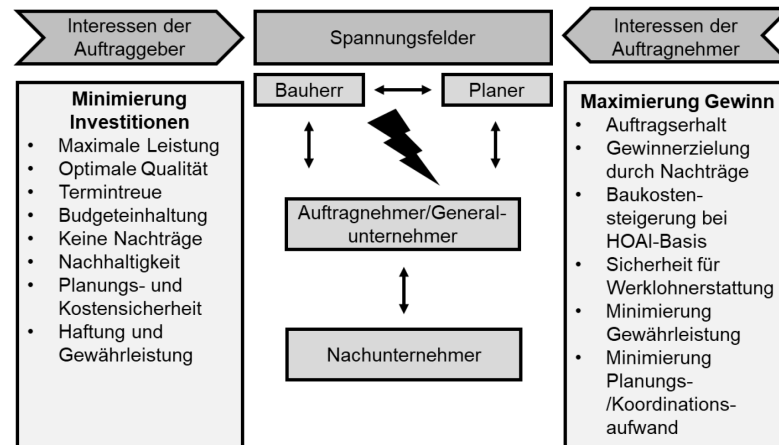 Interessen der
Auftraggeber
Spannungsfelder
Interessen der
Auftragnehmer
Minimierung
Investitionen
• Maximale Leistung
• Optimale Qualität
• Termintreue
• Budgeteinhaltung
• Keine Nachträge
• Nachhaltigkeit
• Planungs- und
Kostensicherheit
• Haftung und
Gewährleistung
Bauherr
Planer
Auftragnehmer/General-
unternehmer
Nachunternehmer
Maximierung Gewinn
• Auftragserhalt
• Gewinnerzielung
durch Nachträge
• Baukosten-
steigerung bei
HOAI-Basis
• Sicherheit für
Werklohnerstattung
• Minimierung
Gewährleistung
• Minimierung
Planungs-
/Koordinations-
aufwand